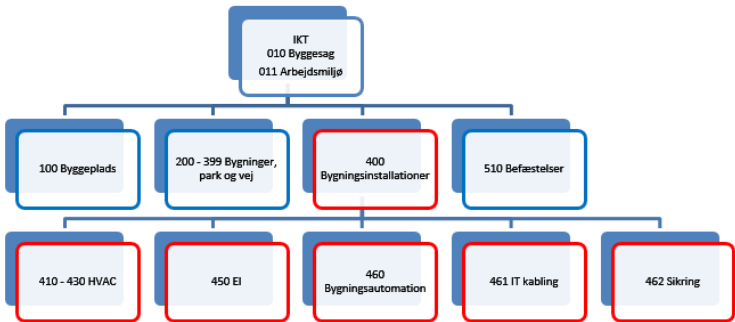 IKT
010 Byggesag
011 Arbejdsmiljø
100 Byggeplads
200 - 399 Bygninger,
park og vej
400
Bygningsinstallationer
510 Befæstelser
410 - 430 HVAC
450 El
460
Bygningsautomation
461 IT kabling
462 Sikring